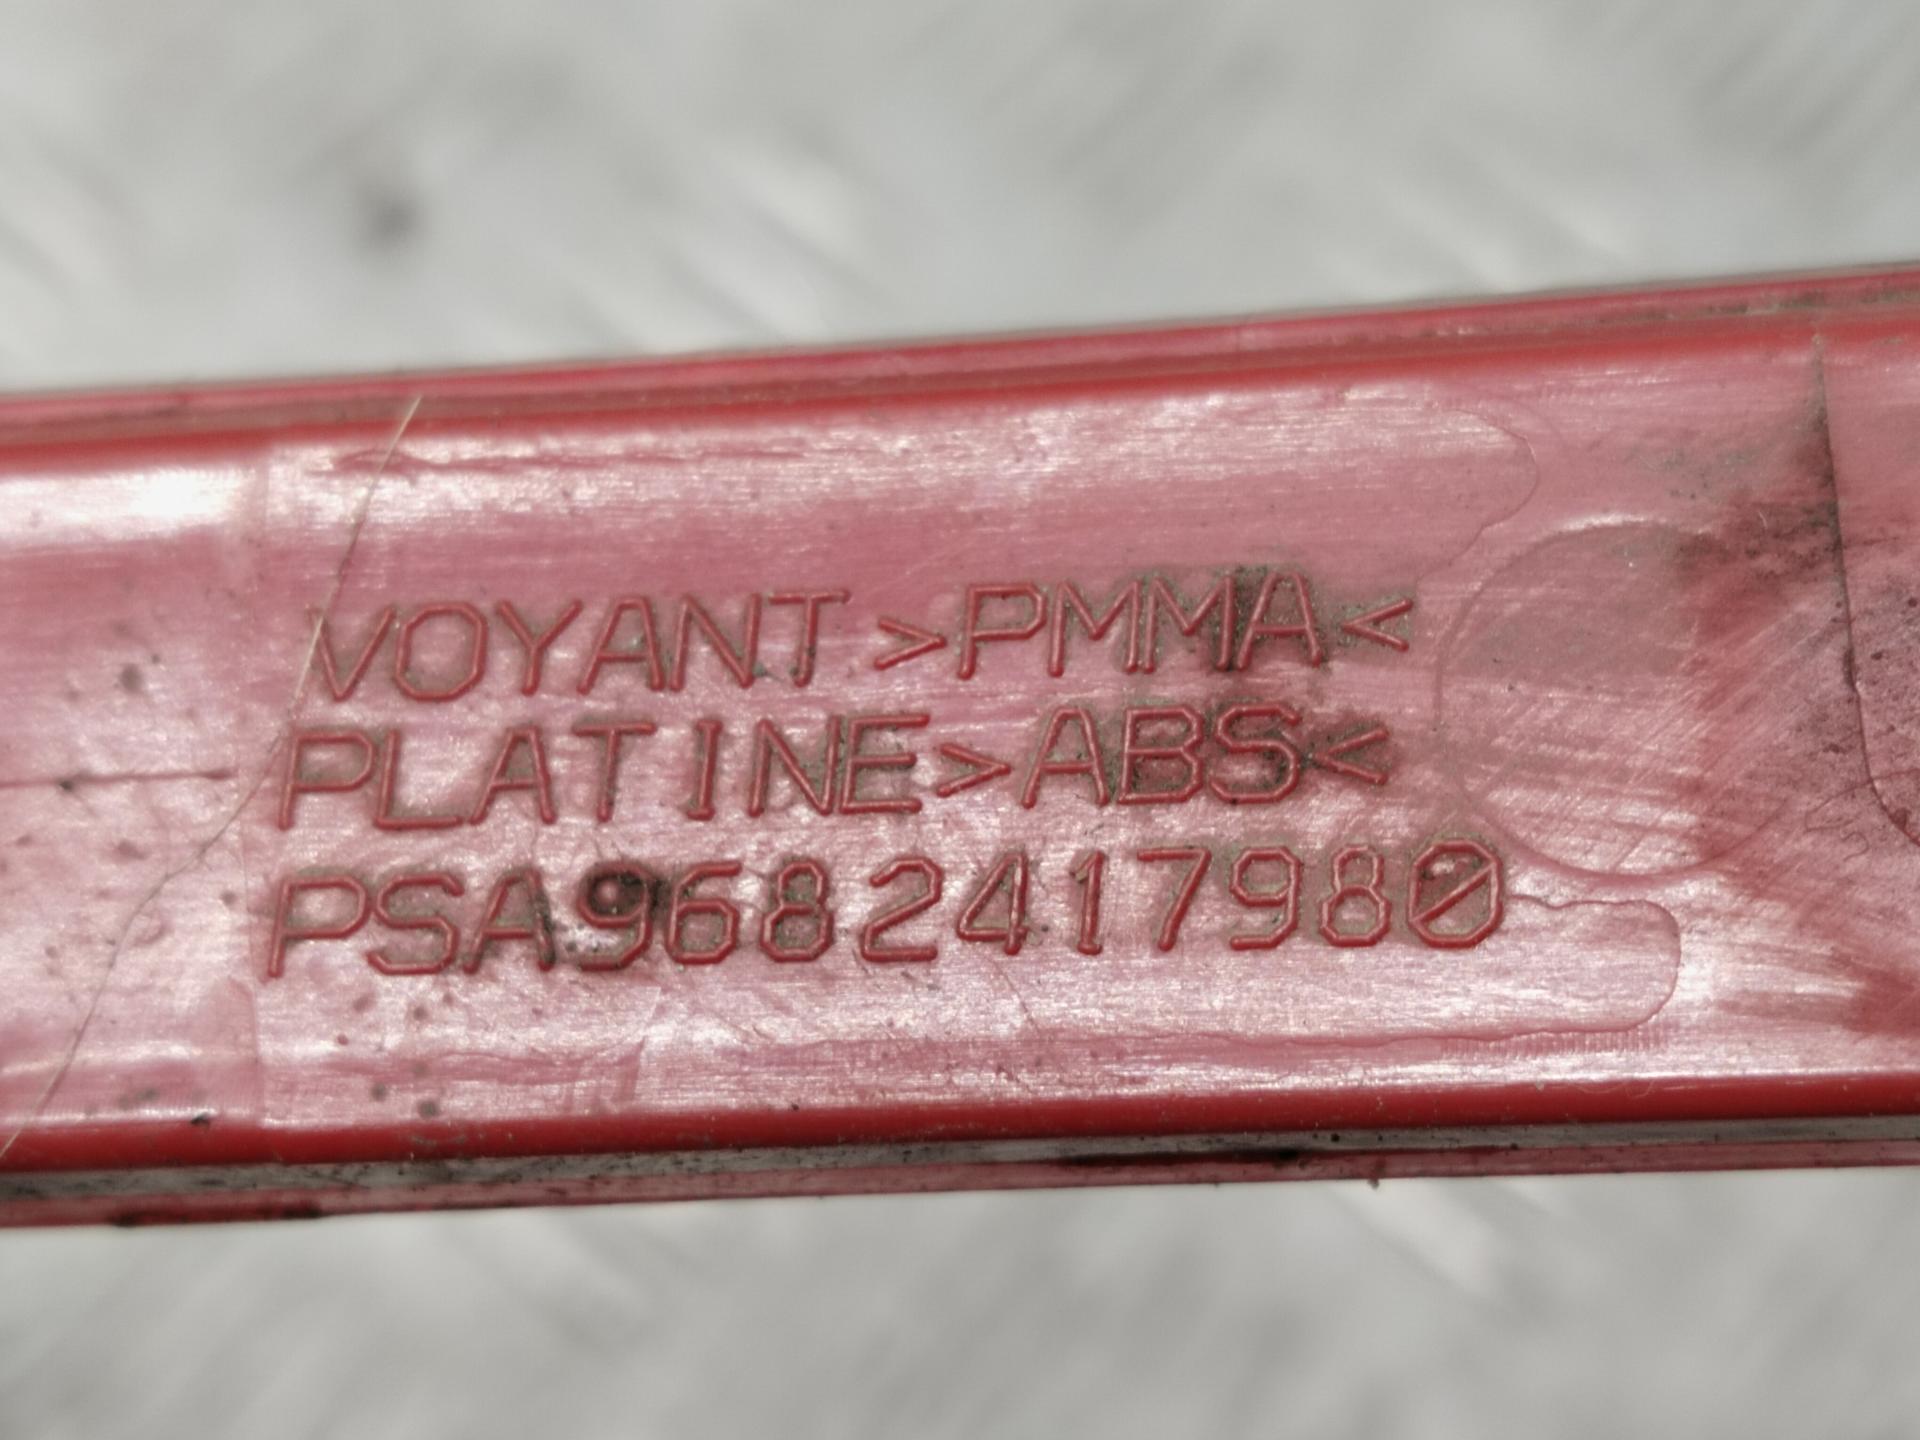 VOYANT >PMMA<
PLATINE >ABS<
PSA9682417980